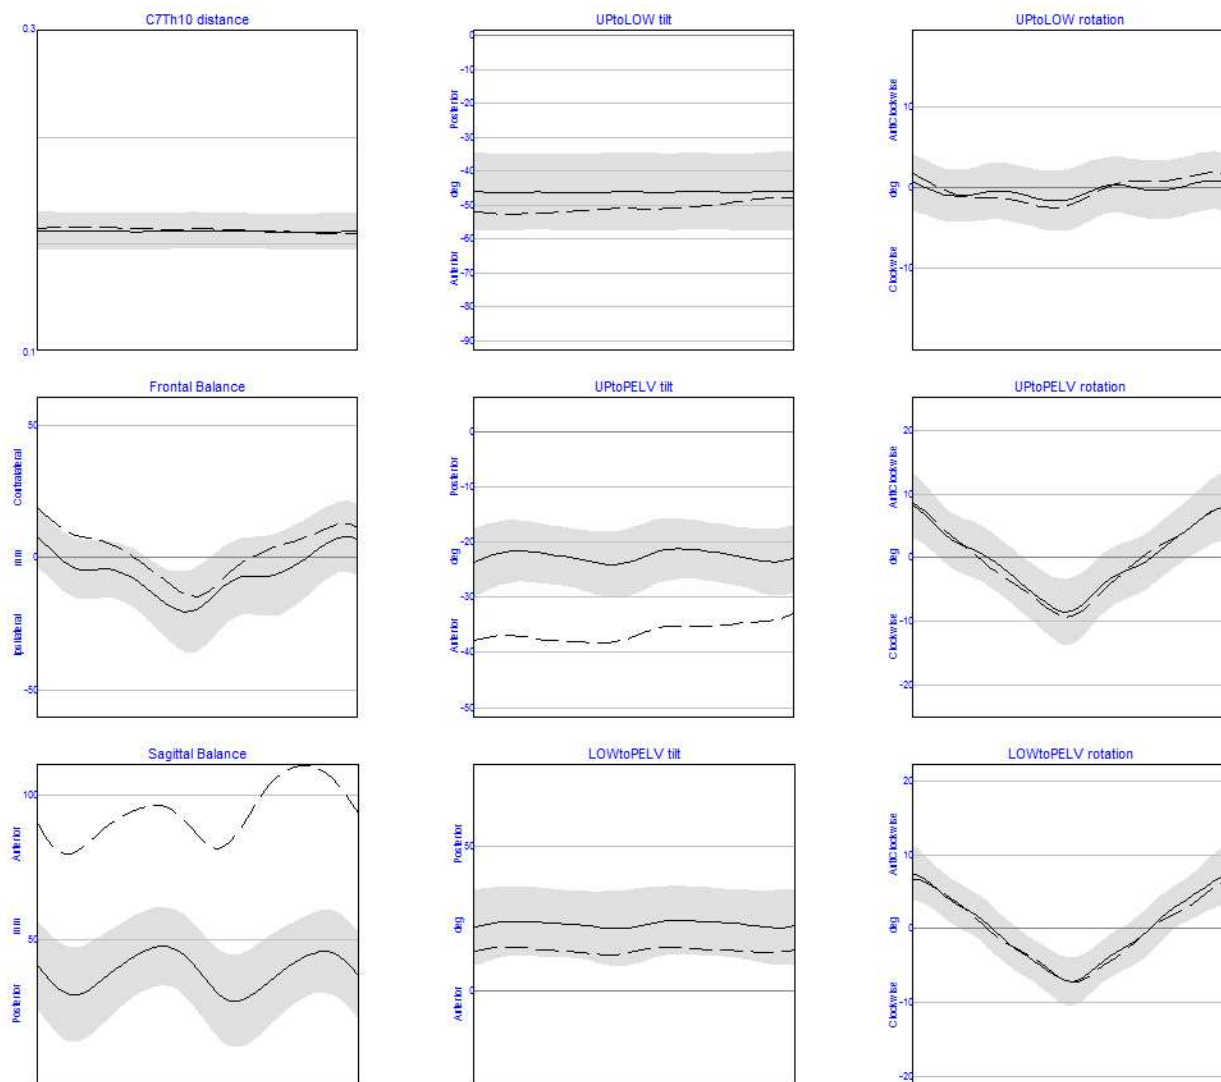 C7Th10 distance
0.3
0.1
UPtoLOW tilt
Posterior
deg
Anterior
0
-10
-20
-30
-40
-50
-60
-70
-80
-90
UPtoLOW rotation
AntiClockwise
deg
Clockwise
10
0
-10
Frontal Balance
Contralateral
mm
Ipsilateral
50
0
-50
UPtoPELV tilt
Posterior
deg
Anterior
0
-10
-20
-30
-40
-50
UPtoPELV rotation
AntiClockwise
deg
Clockwise
20
10
0
-10
-20
Sagittal Balance
Anterior
mm
Posterior
100
50
LOWtoPELV tilt
Posterior
deg
Anterior
50
0
LOWtoPELV rotation
AntiClockwise
deg
Clockwise
20
10
0
-10
-20